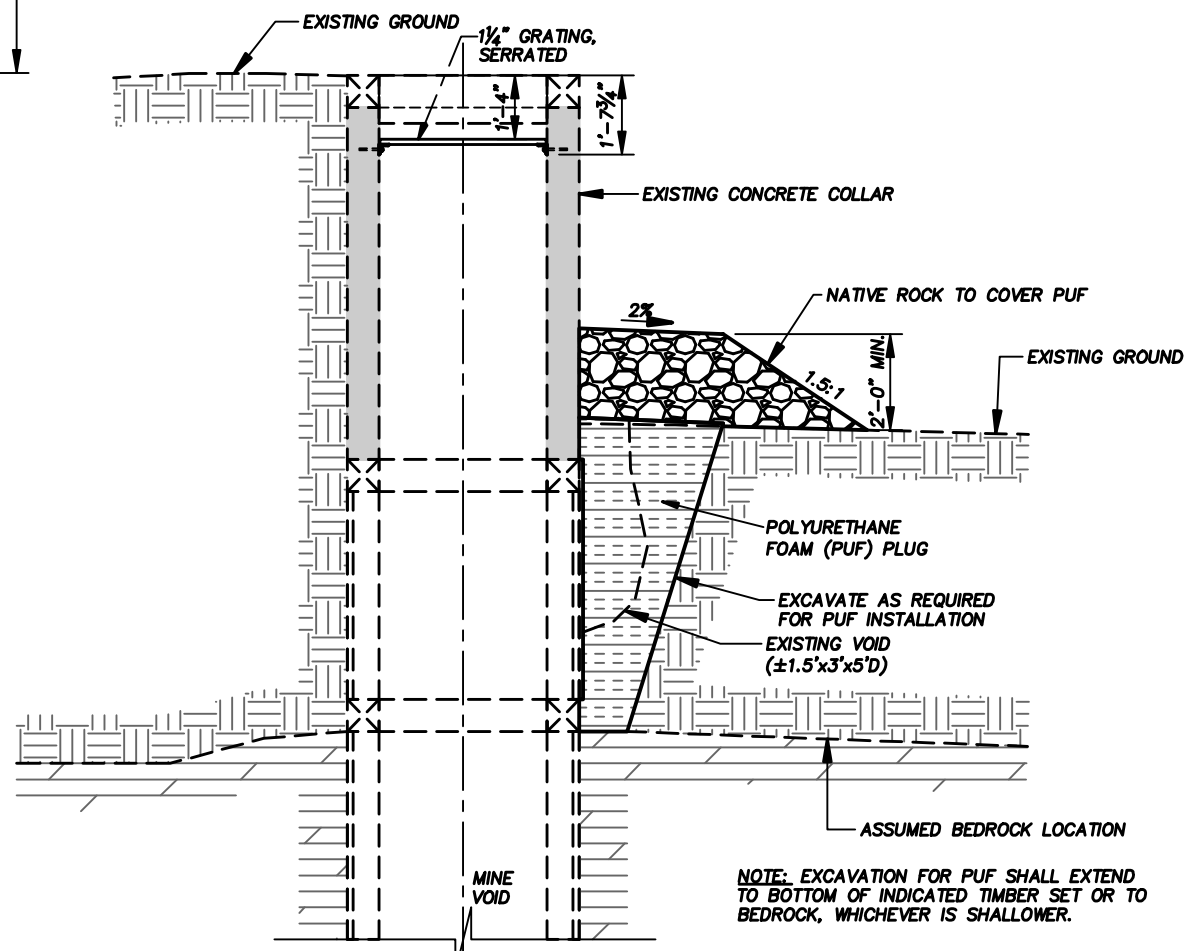 EXISTING GROUND
1¼" GRATING,
SERRATED
1'-4"
1'-7¾"
EXISTING CONCRETE COLLAR
2%
NATIVE ROCK TO COVER PUF
1.5:1
2'-0" MIN.
EXISTING GROUND
POLYURETHANE
FOAM (PUF) PLUG
EXCAVATE AS REQUIRED
FOR PUF INSTALLATION
EXISTING VOID
(±1.5'x3'x5'D)
ASSUMED BEDROCK LOCATION
MINE
VOID
NOTE: EXCAVATION FOR PUF SHALL EXTEND
TO BOTTOM OF INDICATED TIMBER SET OR TO
BEDROCK, WHICHEVER IS SHALLOWER.